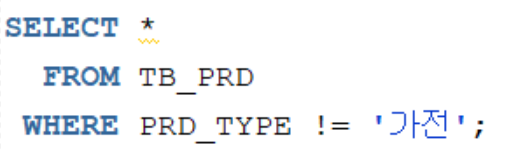 SELECT *
FROM TB_PRD
WHERE PRD_TYPE != '가전';